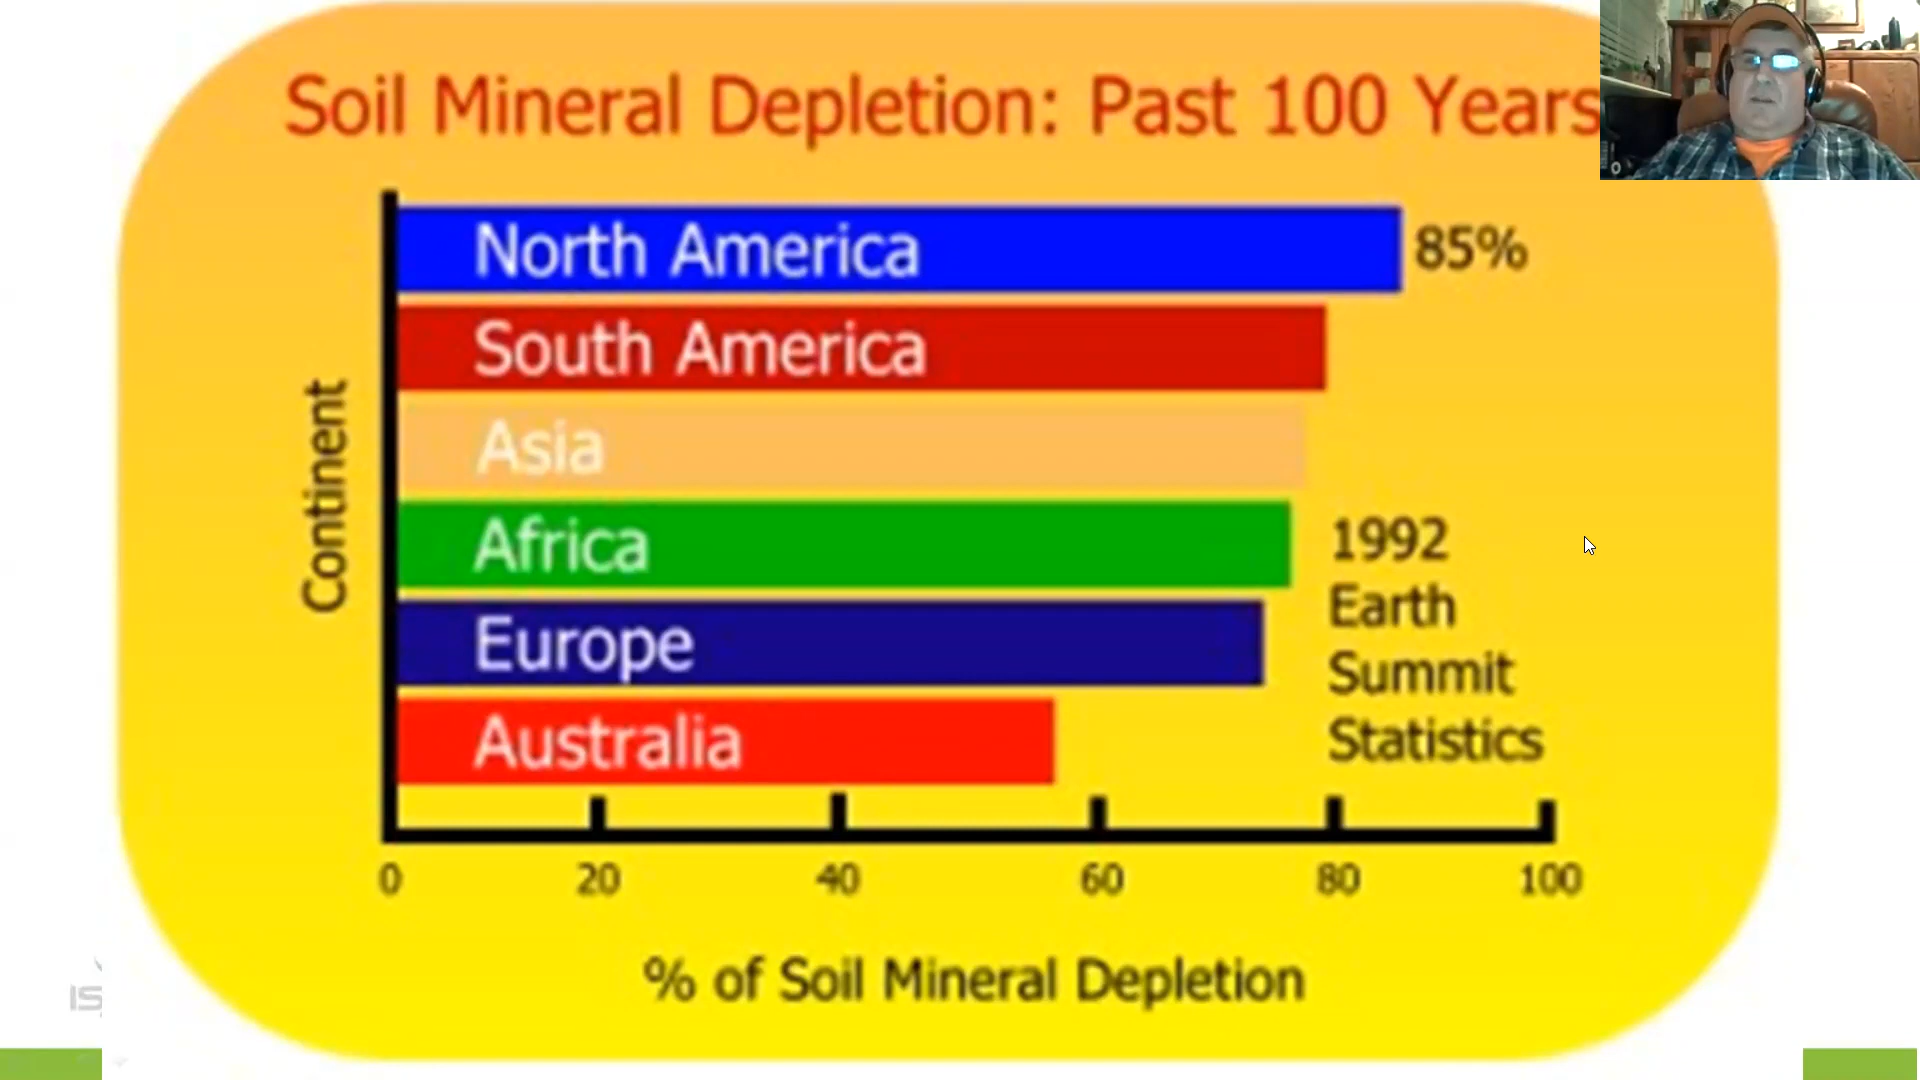 Soil Mineral Depletion: Past 100 Years
North America
85%
South America
Asia
Africa
Europe
Australia
Continent
1992
Earth
Summit
Statistics
0 20 40 60 80 100
% of Soil Mineral Depletion
IS